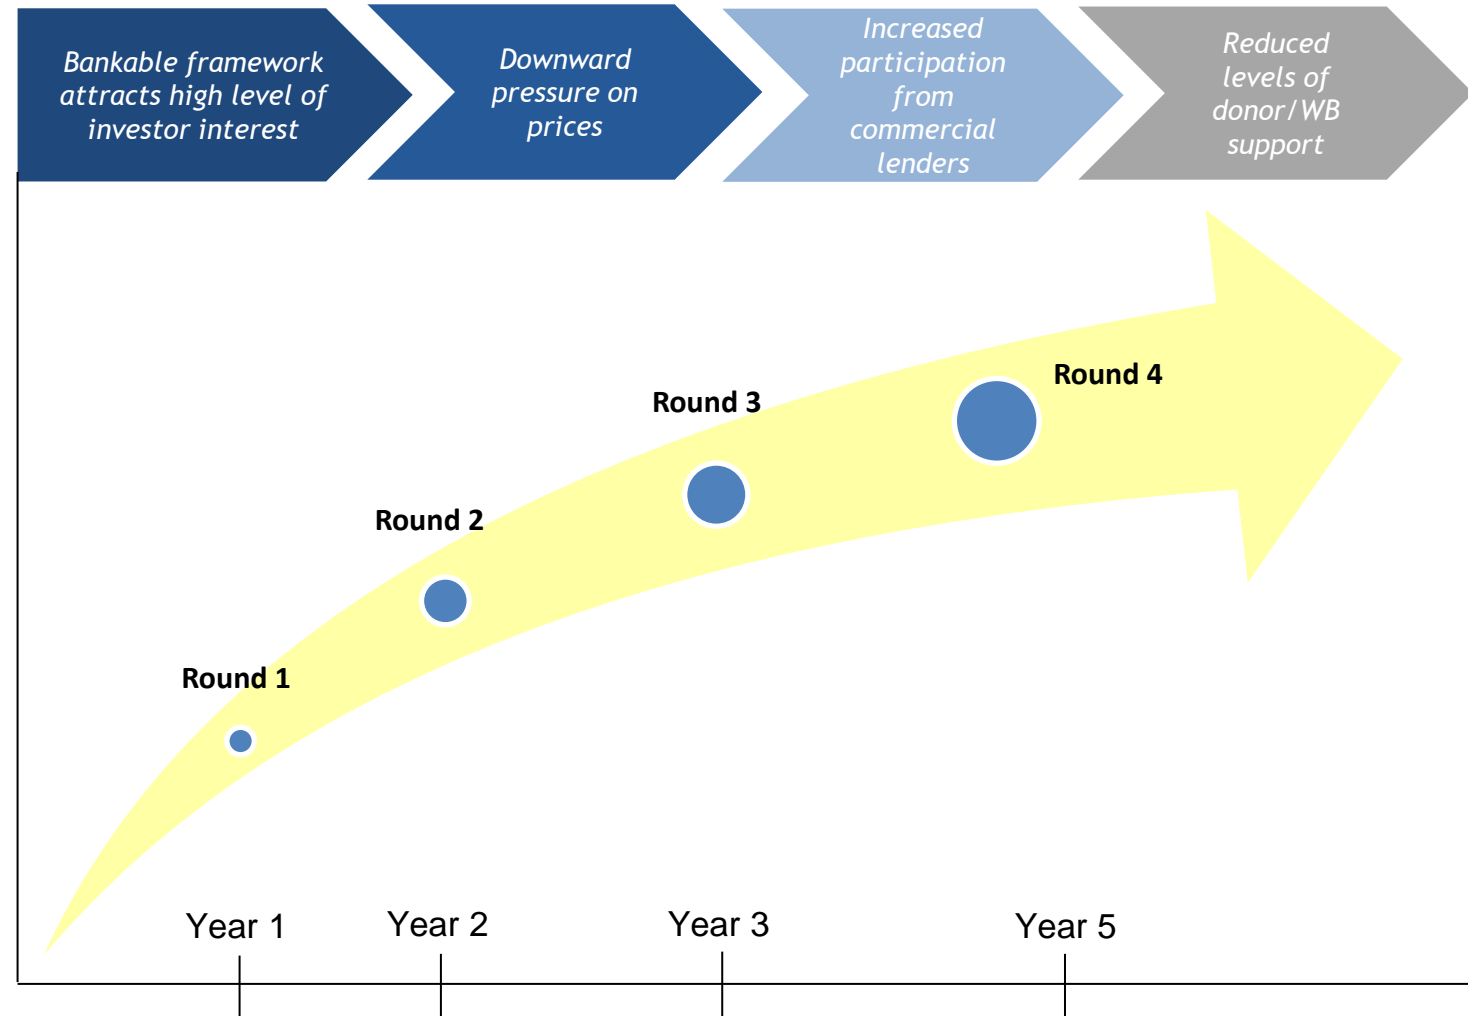 Bankable framework
attracts high level of
investor interest
Downward
pressure on
prices
Increased
participation
from
commercial
lenders
Reduced
levels of
donor/WB
support
Round 4
Round 3
Round 2
Round 1
Year 1
Year 2
Year 3
Year 5